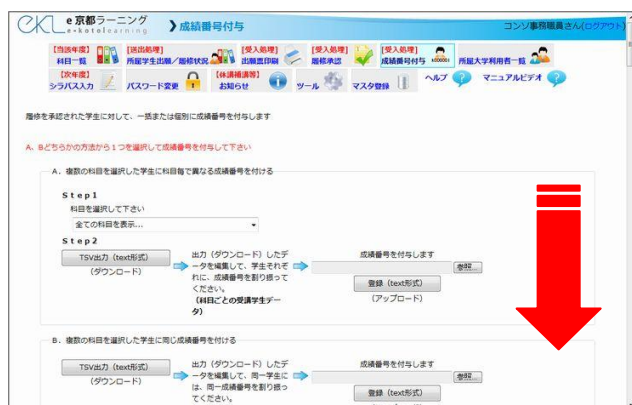 e京都ラーニング
e-kotolearning
成績番号付与
コンソ事務職員さん(ログアウト)
【当該年度】
科目一覧
【送出処理】
所属学生出願／履修状況
【受入処理】
出願票印刷
【受入処理】
履修承認
【受入処理】
成績番号付与
所属大学利用者一覧
【次年度】
シラバス入力
パスワード変更
【休講補講等】
お知らせ
ツール
マスタ登録
ヘルプ
マニュアルビデオ
履修を承認された学生に対して、一括または個別に成績番号を付与します
A、Bどちらかの方法から１つを選択して成績番号を付与して下さい
A．複数の科目を選択した学生に科目毎で異なる成績番号を付ける
Step1
科目を選択して下さい
全ての科目を表示...
Step2
TSV出力（text形式）
（ダウンロード）
出力（ダウンロード）したデ
ータを編集して、学生それぞ
れに、成績番号を割り振って
ください。
（科目ごとの受講学生デー
タ）
成績番号を付与します
参照...
登録（text形式）
（アップロード）
B．複数の科目を選択した学生に同じ成績番号を付ける
TSV出力（text形式）
（ダウンロード）
出力（ダウンロード）したデ
ータを編集して、同一学生に
は、同一成績番号を割り振っ
てください。
成績番号を付与します
参照...
登録（text形式）